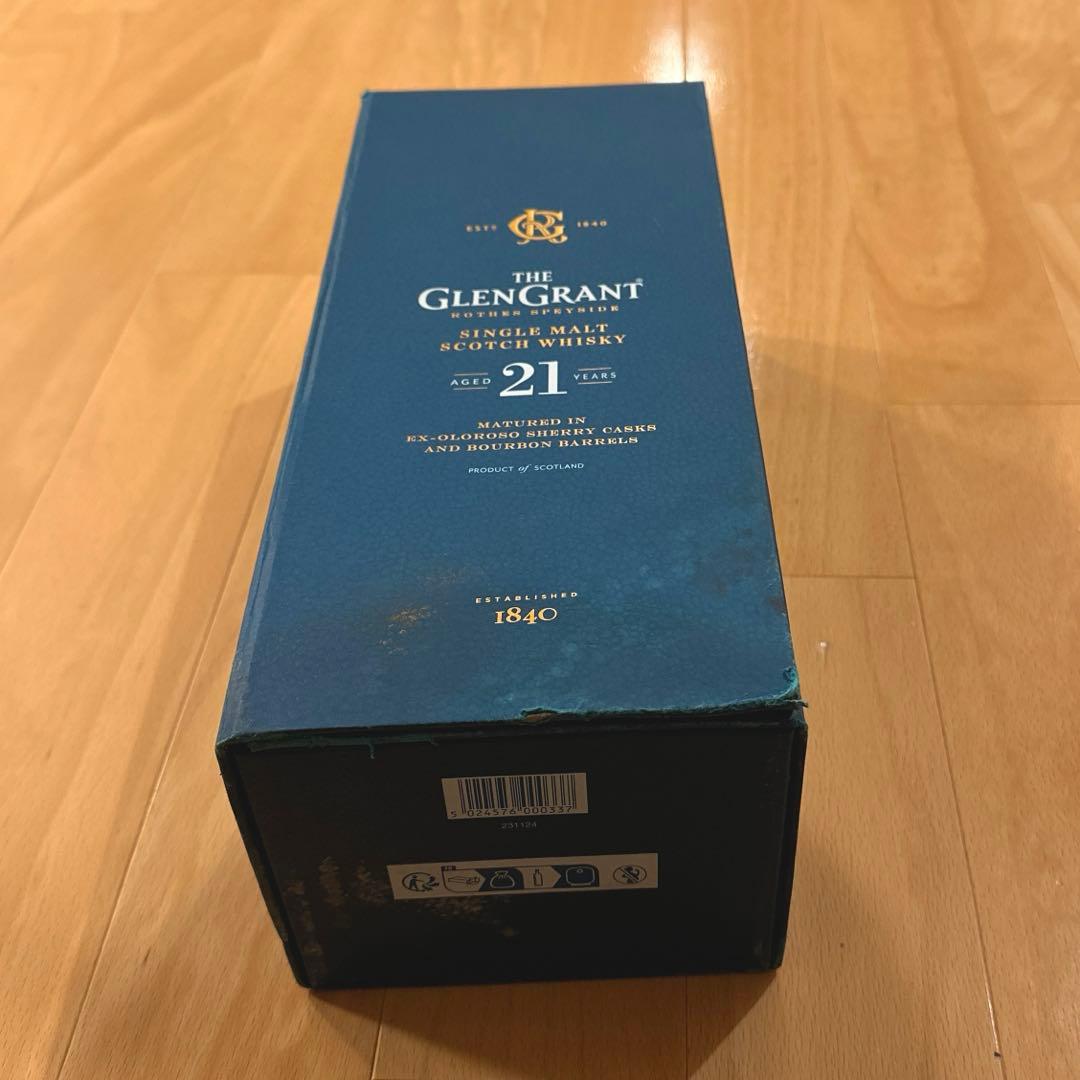 ESTD 1840
THE
GLENGRANT®
ROTHES SPEYSIDE
SINGLE MALT
SCOTCH WHISKY
AGED 21 YEARS
MATURED IN
EX-OLOROSO SHERRY CASKS
AND BOURBON BARRELS
PRODUCT of SCOTLAND
ESTABLISHED
1840
5 024576 000337
231124
FR